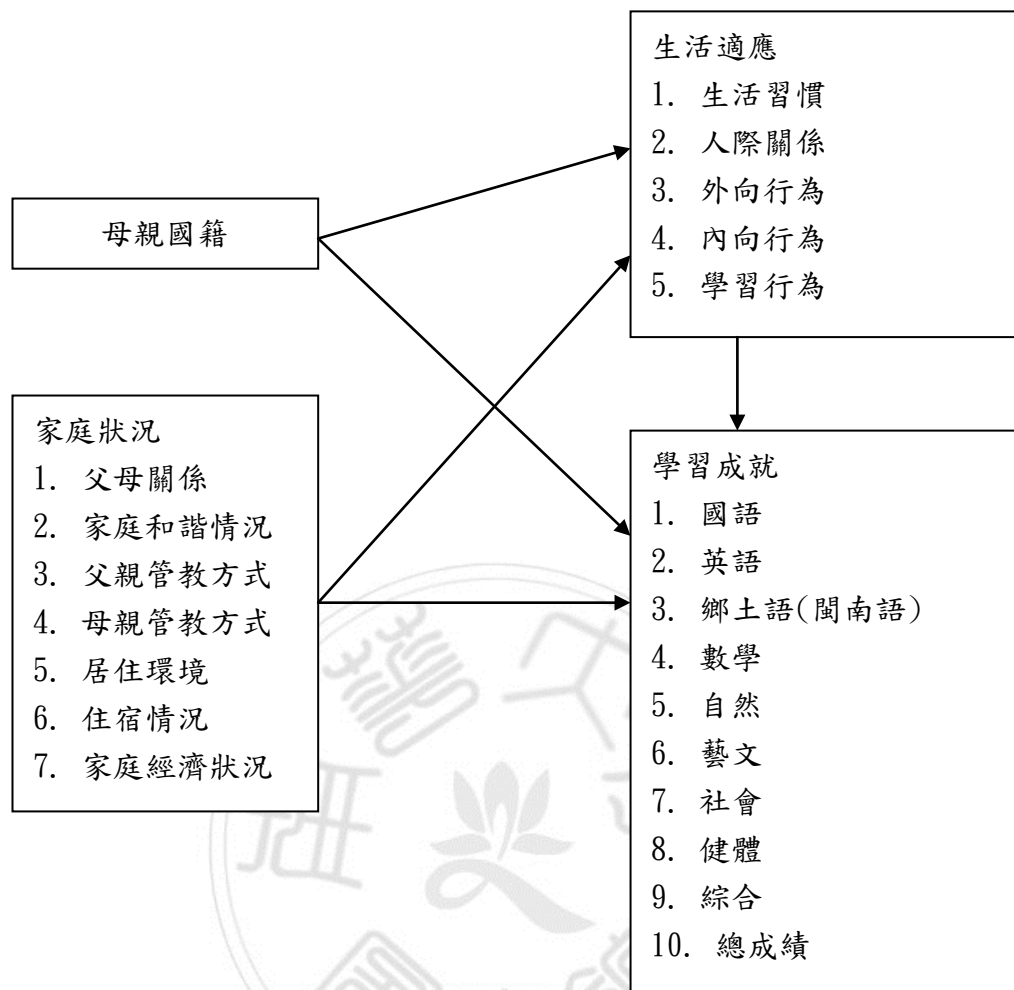 生活適應
1. 生活習慣
2. 人際關係
3. 外向行為
4. 內向行為
5. 學習行為
母親國籍
家庭狀況
1. 父母關係
2. 家庭和諧情況
3. 父親管教方式
4. 母親管教方式
5. 居住環境
6. 住宿情況
7. 家庭經濟狀況
學習成就
1. 國語
2. 英語
3. 鄉土語(閩南語)
4. 數學
5. 自然
6. 藝文
7. 社會
8. 健體
9. 綜合
10. 總成績